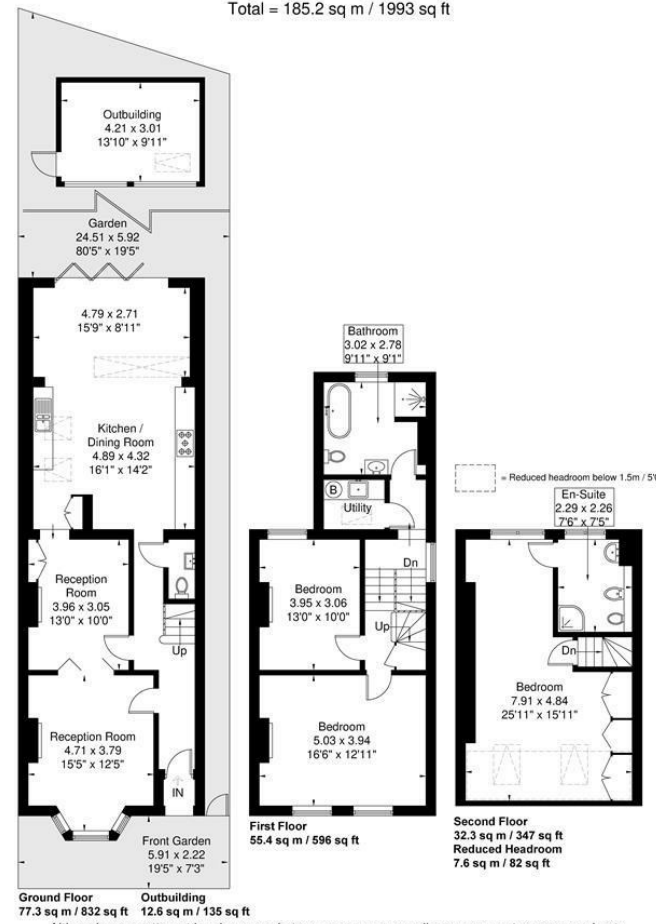 Total = 185.2 sq m / 1993 sq ft
Outbuilding
4.21 x 3.01
13'10" x 9'11"
Garden
24.51 x 5.92
80'5" x 19'5"
4.79 x 2.71
15'9" x 8'11"
Kitchen /
Dining Room
4.89 x 4.32
16'1" x 14'2"
Reception
Room
3.96 x 3.05
13'0" x 10'0"
Up
Reception Room
4.71 x 3.79
15'5" x 12'5"
IN
Front Garden
5.91 x 2.22
19'5" x 7'3"
Ground Floor
77.3 sq m / 832 sq ft
Outbuilding
12.6 sq m / 135 sq ft
Bathroom
3.02 x 2.78
9'11" x 9'1"
B
Utility
Dn
Bedroom
3.95 x 3.06
13'0" x 10'0"
Up
Bedroom
5.03 x 3.94
16'6" x 12'11"
First Floor
55.4 sq m / 596 sq ft
= Reduced headroom below 1.5m / 5'0
En-Suite
2.29 x 2.26
7'6" x 7'5"
Dn
Bedroom
7.91 x 4.84
25'11" x 15'11"
Second Floor
32.3 sq m / 347 sq ft
Reduced Headroom
7.6 sq m / 82 sq ft